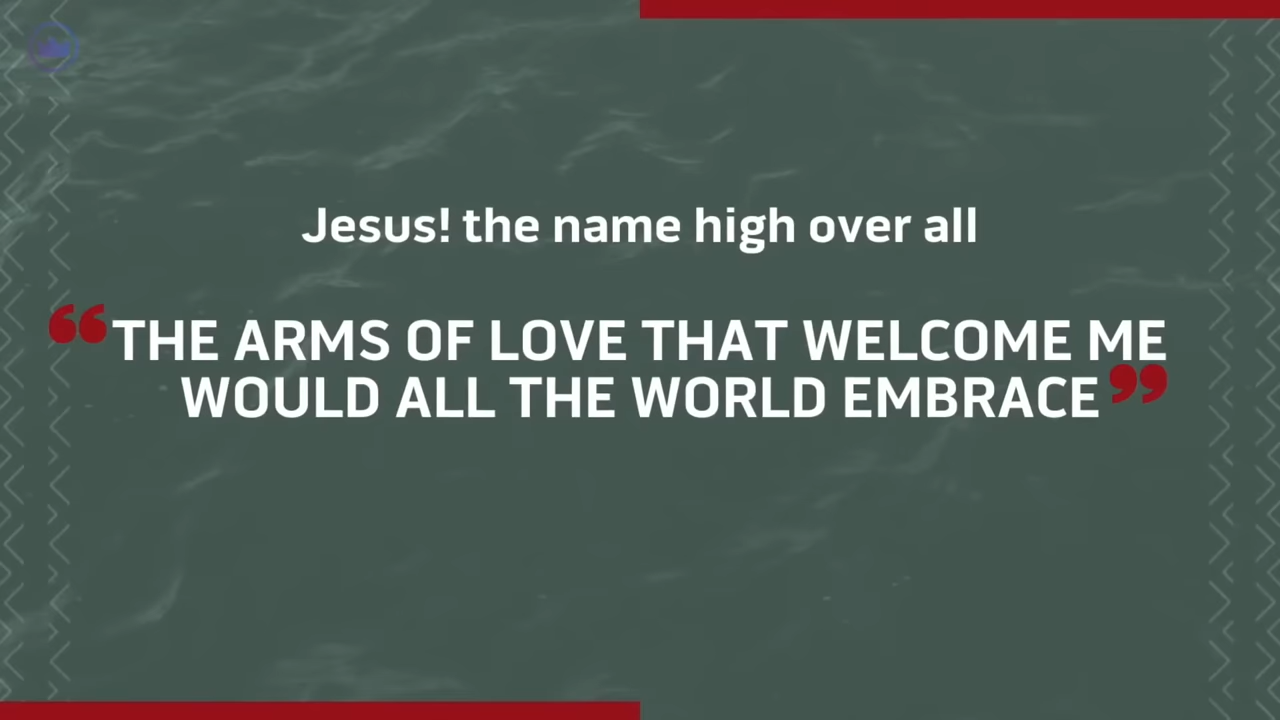 Jesus! the name high over all
“THE ARMS OF LOVE THAT WELCOME ME
WOULD ALL THE WORLD EMBRACE”